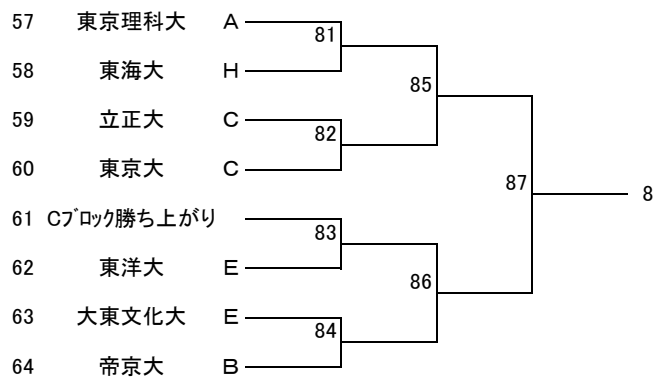 57 東京理科大 A
81
58 東海大 H
85
59 立正大 C
82
60 東京大 C
87
8
61 Cブロック勝ち上がり
83
62 東洋大 E
86
63 大東文化大 E
84
64 帝京大 B